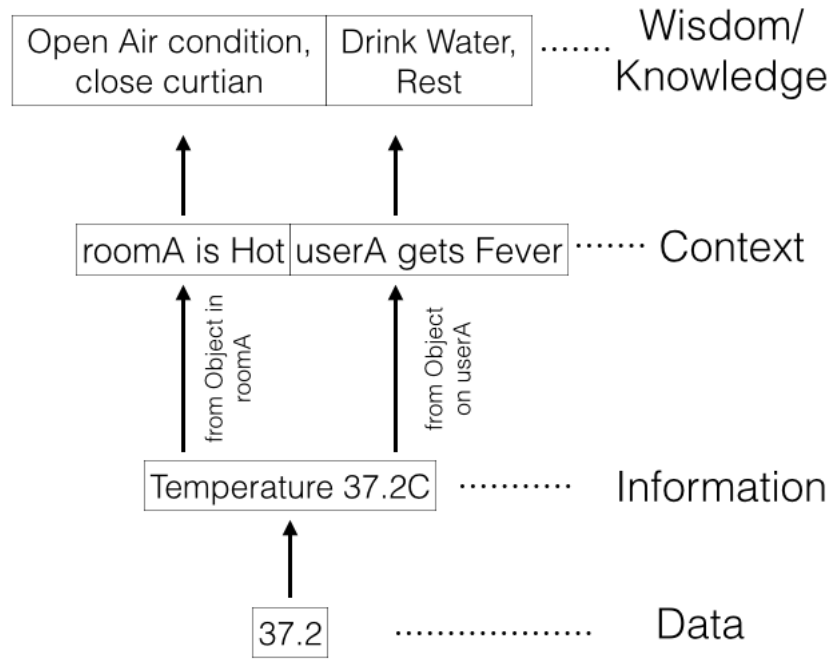 Open Air condition,
close curtian
Drink Water,
Rest
Wisdom/
Knowledge
roomA is Hot
userA gets Fever
Context
from Object in
roomA
from Object
on userA
Temperature 37.2C
Information
37.2
Data